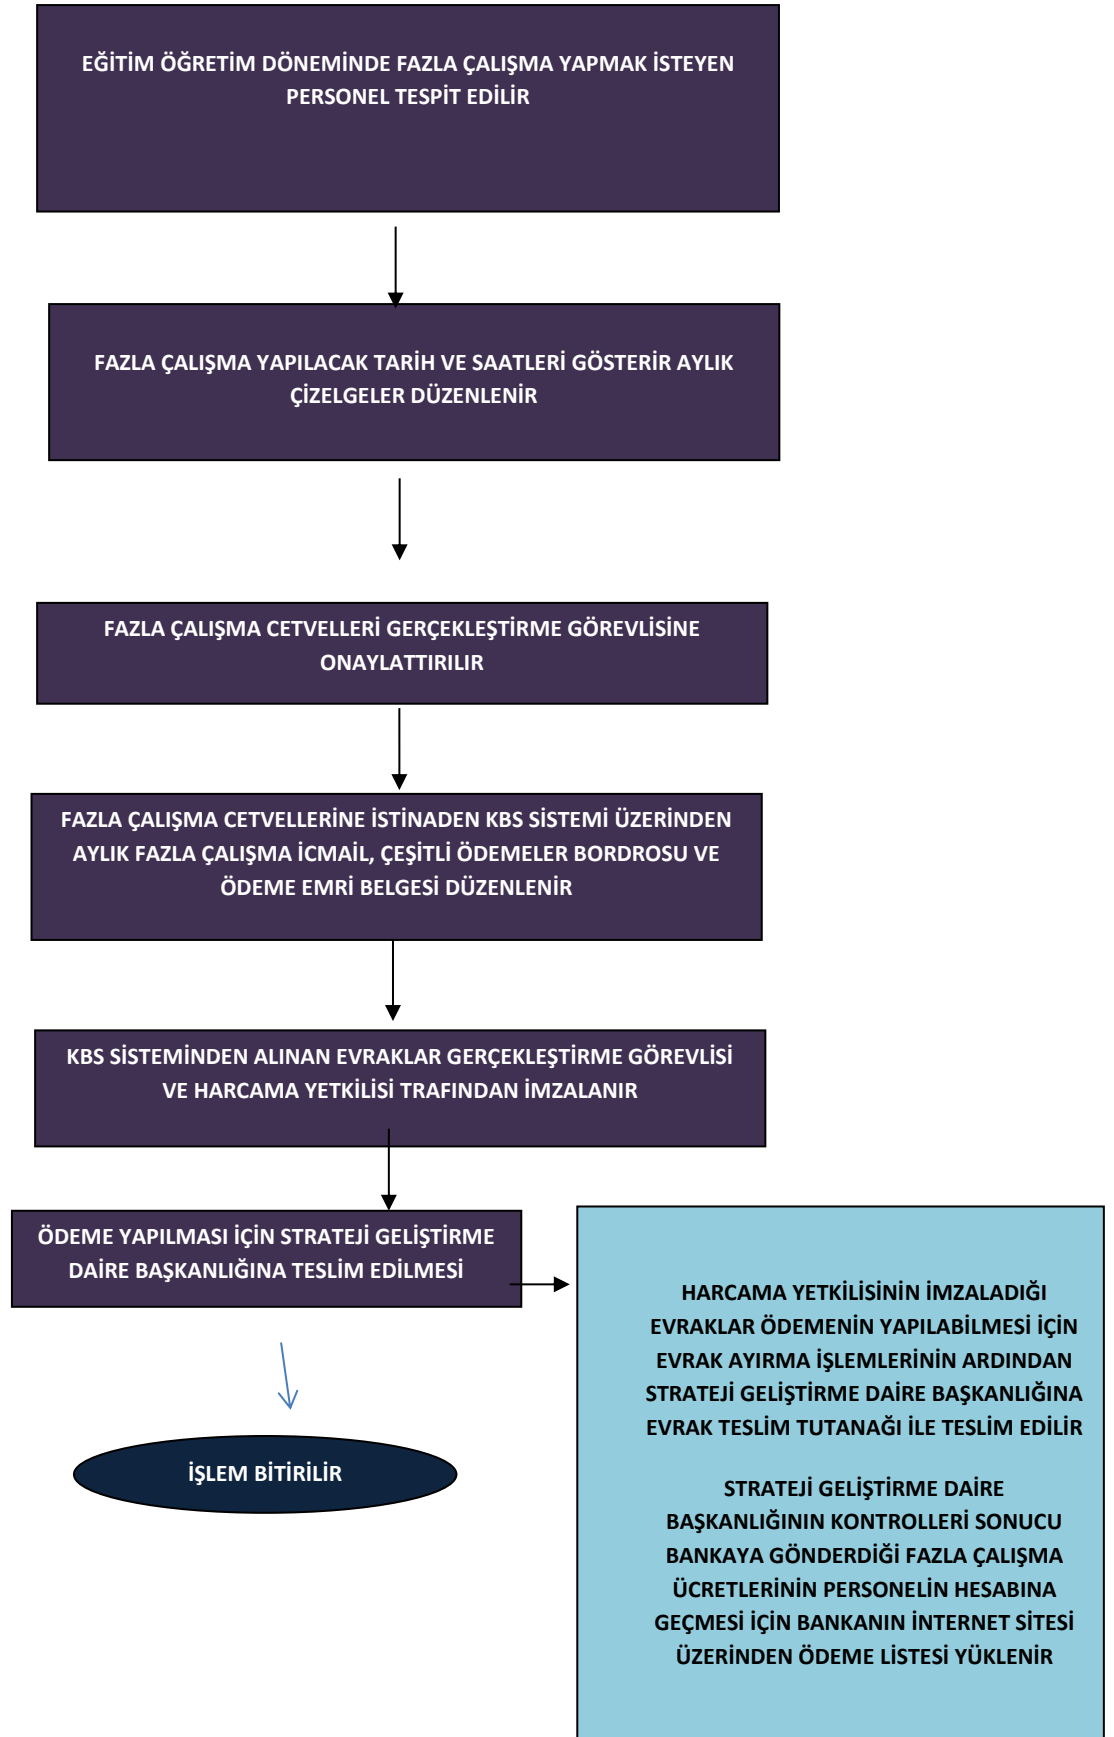 EĞİTİM ÖĞRETİM DÖNEMİNDE FAZLA ÇALIŞMA YAPMAK İSTEYEN
PERSONEL TESPİT EDİLİR
FAZLA ÇALIŞMA YAPILACAK TARİH VE SAATLERİ GÖSTERİR AYLIK
ÇİZELGELER DÜZENLENİR
FAZLA ÇALIŞMA CETVELLERİ GERÇEKLEŞTİRME GÖREVLİSİNE
ONAYLATTIRILIR
FAZLA ÇALIŞMA CETVELLERİNE İSTİNADEN KBS SİSTEMİ ÜZERİNDEN
AYLIK FAZLA ÇALIŞMA İCMAİL, ÇEŞİTLİ ÖDEMELER BORDROSU VE
ÖDEME EMRİ BELGESİ DÜZENLENİR
KBS SİSTEMİNDEN ALINAN EVRAKLAR GERÇEKLEŞTİRME GÖREVLİSİ
VE HARCAMA YETKİLİSİ TRAFINDAN İMZALANIR
ÖDEME YAPILMASI İÇİN STRATEJİ GELİŞTİRME
DAİRE BAŞKANLIĞINA TESLİM EDİLMESİ
HARCAMA YETKİLİSİNİN İMZALADIĞI
EVRAKLAR ÖDEMENİN YAPILABİLMESİ İÇİN
EVRAK AYIRMA İŞLEMLERİNİN ARDINDAN
STRATEJİ GELİŞTİRME DAİRE BAŞKANLIĞINA
EVRAK TESLİM TUTANAĞI İLE TESLİM EDİLİR
STRATEJİ GELİŞTİRME DAİRE
BAŞKANLIĞININ KONTROLLERİ SONUCU
BANKAYA GÖNDERDİĞİ FAZLA ÇALIŞMA
ÜCRETLERİNİN PERSONELİN HESABINA
GEÇMESİ İÇİN BANKANIN İNTERNET SİTESİ
ÜZERİNDEN ÖDEME LİSTESİ YÜKLENİR
İŞLEM BİTİRİLİR